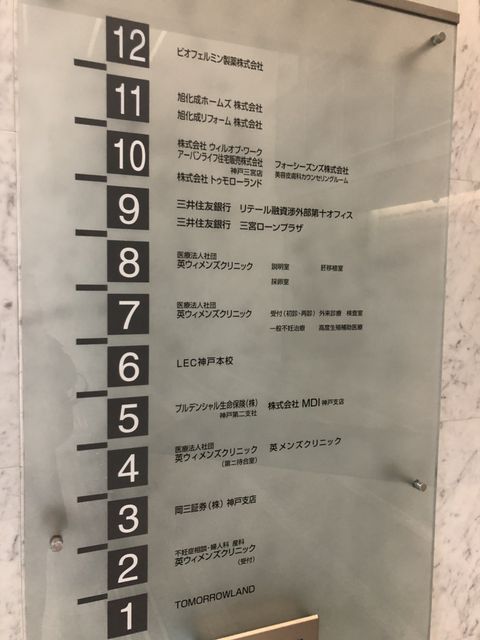 12 ビオフェルミン製薬株式会社
11 旭化成ホームズ 株式会社
旭化成リフォーム 株式会社
10 株式会社 ウィルオブ・ワーク
アーバンライフ住宅販売株式会社
神戸三宮店
株式会社 トゥモローランド
フォーシーズンズ株式会社
美容皮膚科カウンセリングルーム
9 三井住友銀行 リテール融資渉外部第十オフィス
三井住友銀行 三宮ローンプラザ
8 医療法人社団
英ウィメンズクリニック 説明室 胚移植室
採卵室
7 医療法人社団
英ウィメンズクリニック 受付(初診・再診) 外来診療 検査室
一般不妊治療 高度生殖補助医療
6 LEC神戸本校
5 プルデンシャル生命保険(株)
神戸第二支社
株式会社 MDI 神戸支店
4 医療法人社団
英ウィメンズクリニック 英メンズクリニック
(第二待合室)
3 岡三証券(株) 神戸支店
2 不妊症相談・婦人科 産科
英ウィメンズクリニック
(受付)
1 TOMORROWLAND